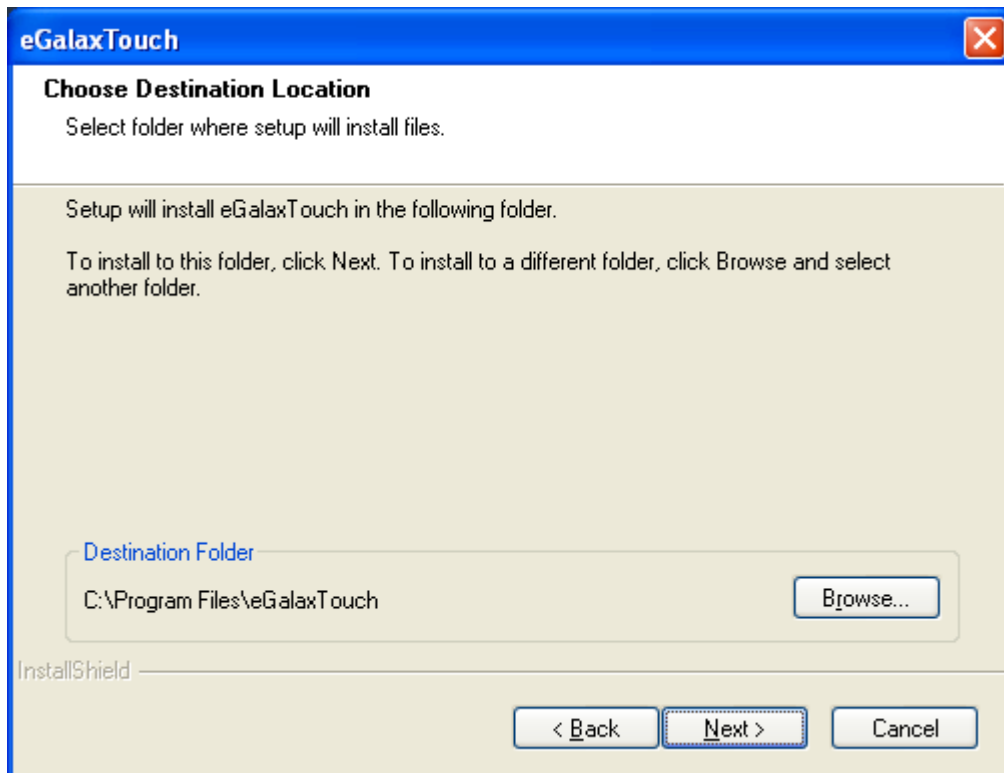 eGalaxTouch
Choose Destination Location
Select folder where setup will install files.
Setup will install eGalaxTouch in the following folder.
To install to this folder, click Next. To install to a different folder, click Browse and select
another folder.
Destination Folder
C:\Program Files\eGalaxTouch
Browse...
InstallShield
< Back
Next >
Cancel